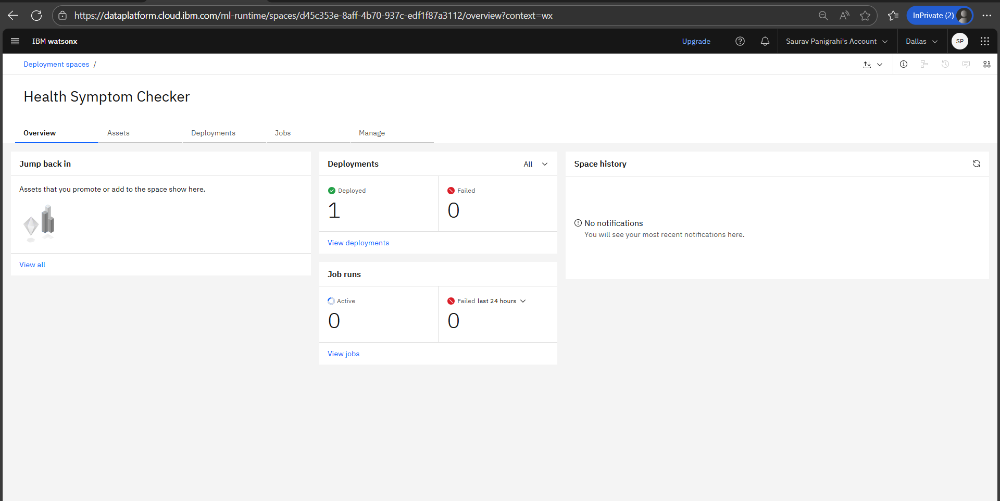 https://dataplatform.cloud.ibm.com/ml-runtime/spaces/d45c353e-8aff-4b70-937c-edf1f87a3112/overview?context=wx
InPrivate (2)
IBM watsonx
Upgrade
Saurav Panigrahi's Account
Dallas
SP
Deployment spaces /
Health Symptom Checker
Overview
Assets
Deployments
Jobs
Manage
Jump back in
Assets that you promote or add to the space show here.
View all
Deployments
All
Deployed
1
Failed
0
View deployments
Job runs
Active
0
Failed last 24 hours
0
View jobs
Space history
No notifications
You will see your most recent notifications here.